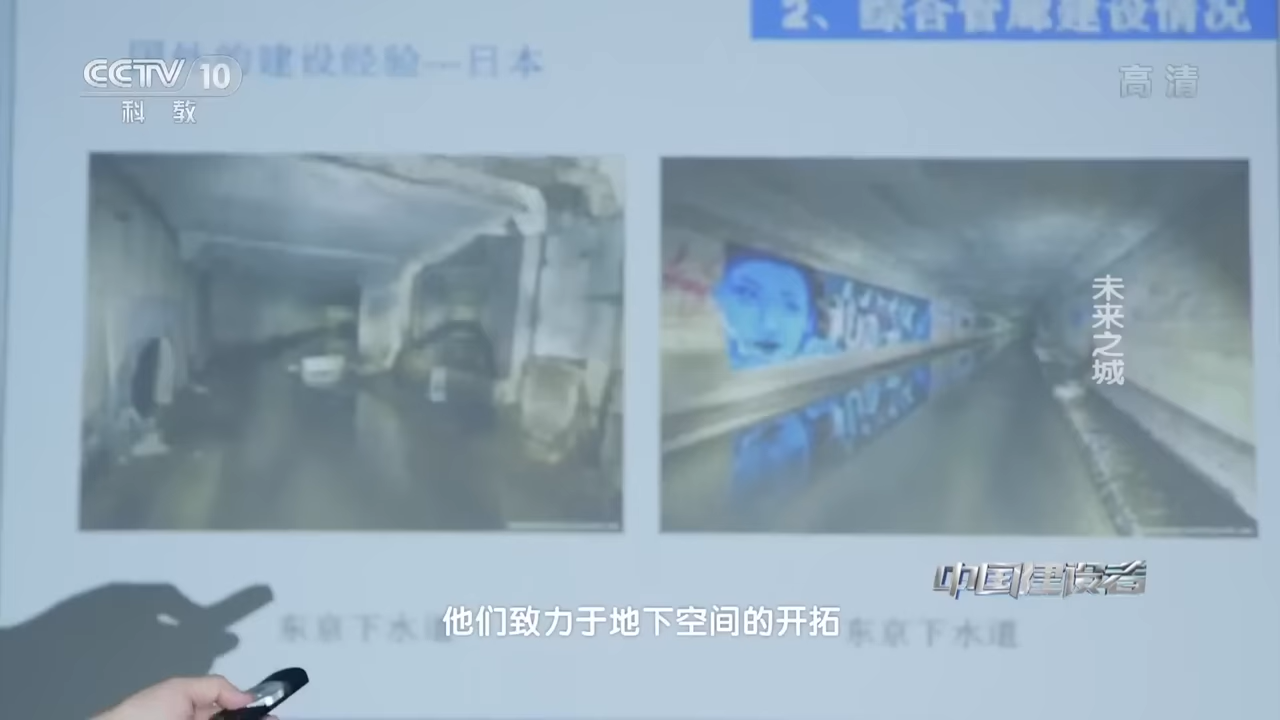 2、综合管廊建设情况
国外的建设经验—日本
CCTV 10
科教
高清
未来之城
中国建设者
东京下水道
他们致力于地下空间的开拓
东京下水道